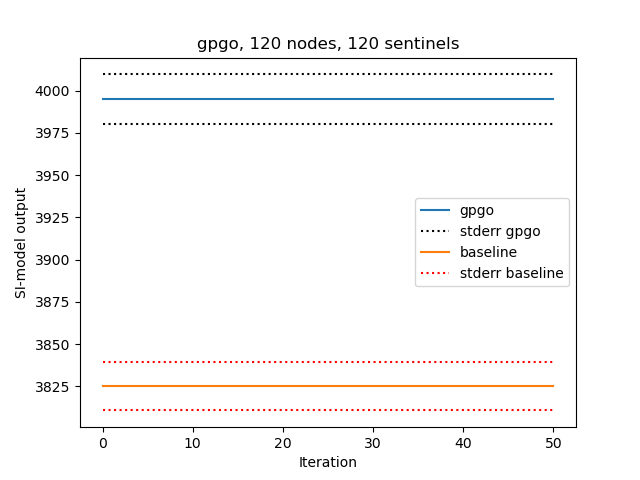 gpgo, 120 nodes, 120 sentinels
4000
3975
3950
3925
3900
3875
3850
3825
SI-model output
gpgo
stderr gpgo
baseline
stderr baseline
0 10 20 30 40 50
Iteration